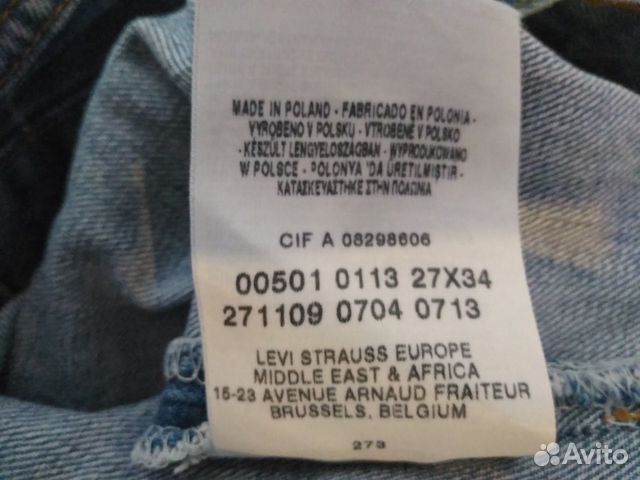 MADE IN POLAND - FABRICADO EN POLONIA -
VYROBENO V POLSKU - VTROBENÉ V POLSKO
- KÉSZÜLT LENGYELOSZÁGBAN - WYPRODUKOWANO
W POLSCE - POLONYA 'DA ÜRETILMISTIR -
ΚΑΤΑΣΚΕΥΑΣΤΗΚΕ ΣΤΗΝ ΠΟΛΩΝΙΑ
CIF A 08298606
00501 0113 27X34
271109 0704 0713
LEVI STRAUSS EUROPE
MIDDLE EAST & AFRICA
15-23 AVENUE ARNAUD FRAITEUR
BRUSSELS, BELGIUM
273
Avito